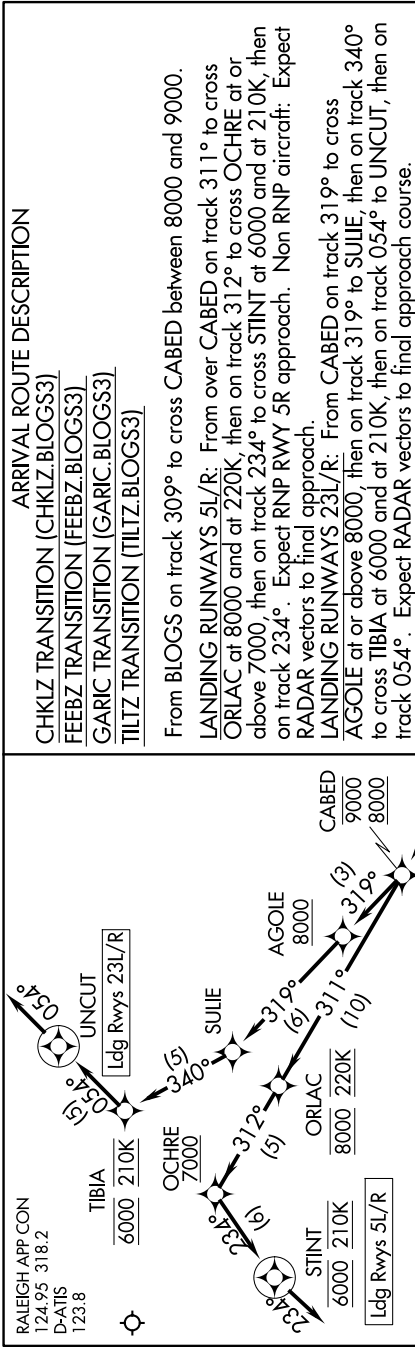 ARRIVAL ROUTE DESCRIPTION
CHKLZ TRANSITION (CHKLZ.BLOGS3)
FEEBZ TRANSITION (FEEBZ.BLOGS3)
GARIC TRANSITION (GARIC.BLOGS3)
TILTZ TRANSITION (TILTZ.BLOGS3)
From BLOGS on track 309° to cross CABED between 8000 and 9000.
LANDING RUNWAYS 5L/R: From over CABED on track 311° to cross
ORLAC at 8000 and at 220K, then on track 312° to cross OCHRE at or
above 7000, then on track 234° to cross STINT at 6000 and at 210K, then
on track 234°. Expect RNP RWY 5R approach. Non RNP aircraft: Expect
RADAR vectors to final approach.
LANDING RUNWAYS 23L/R: From CABED on track 319° to cross
AGOLE at or above 8000, then on track 319° to SULIE, then on track 340°
to cross TIBIA at 6000 and at 210K, then on track 054° to UNCUT, then on
track 054°. Expect RADAR vectors to final approach course.
RALEIGH APP CON
124.95 318.2
D-ATIS
123.8
054°
UNCUT
Ldg Rwys 23L/R
054°
(5)
TIBIA
6000 210K
340°
(5)
SULIE
319°
(6)
AGOLE
8000
319°
(3)
CABED
9000
8000
311°
(10)
ORLAC
8000 220K
312°
(5)
OCHRE
7000
234°
(6)
STINT
6000 210K
234°
Ldg Rwys 5L/R